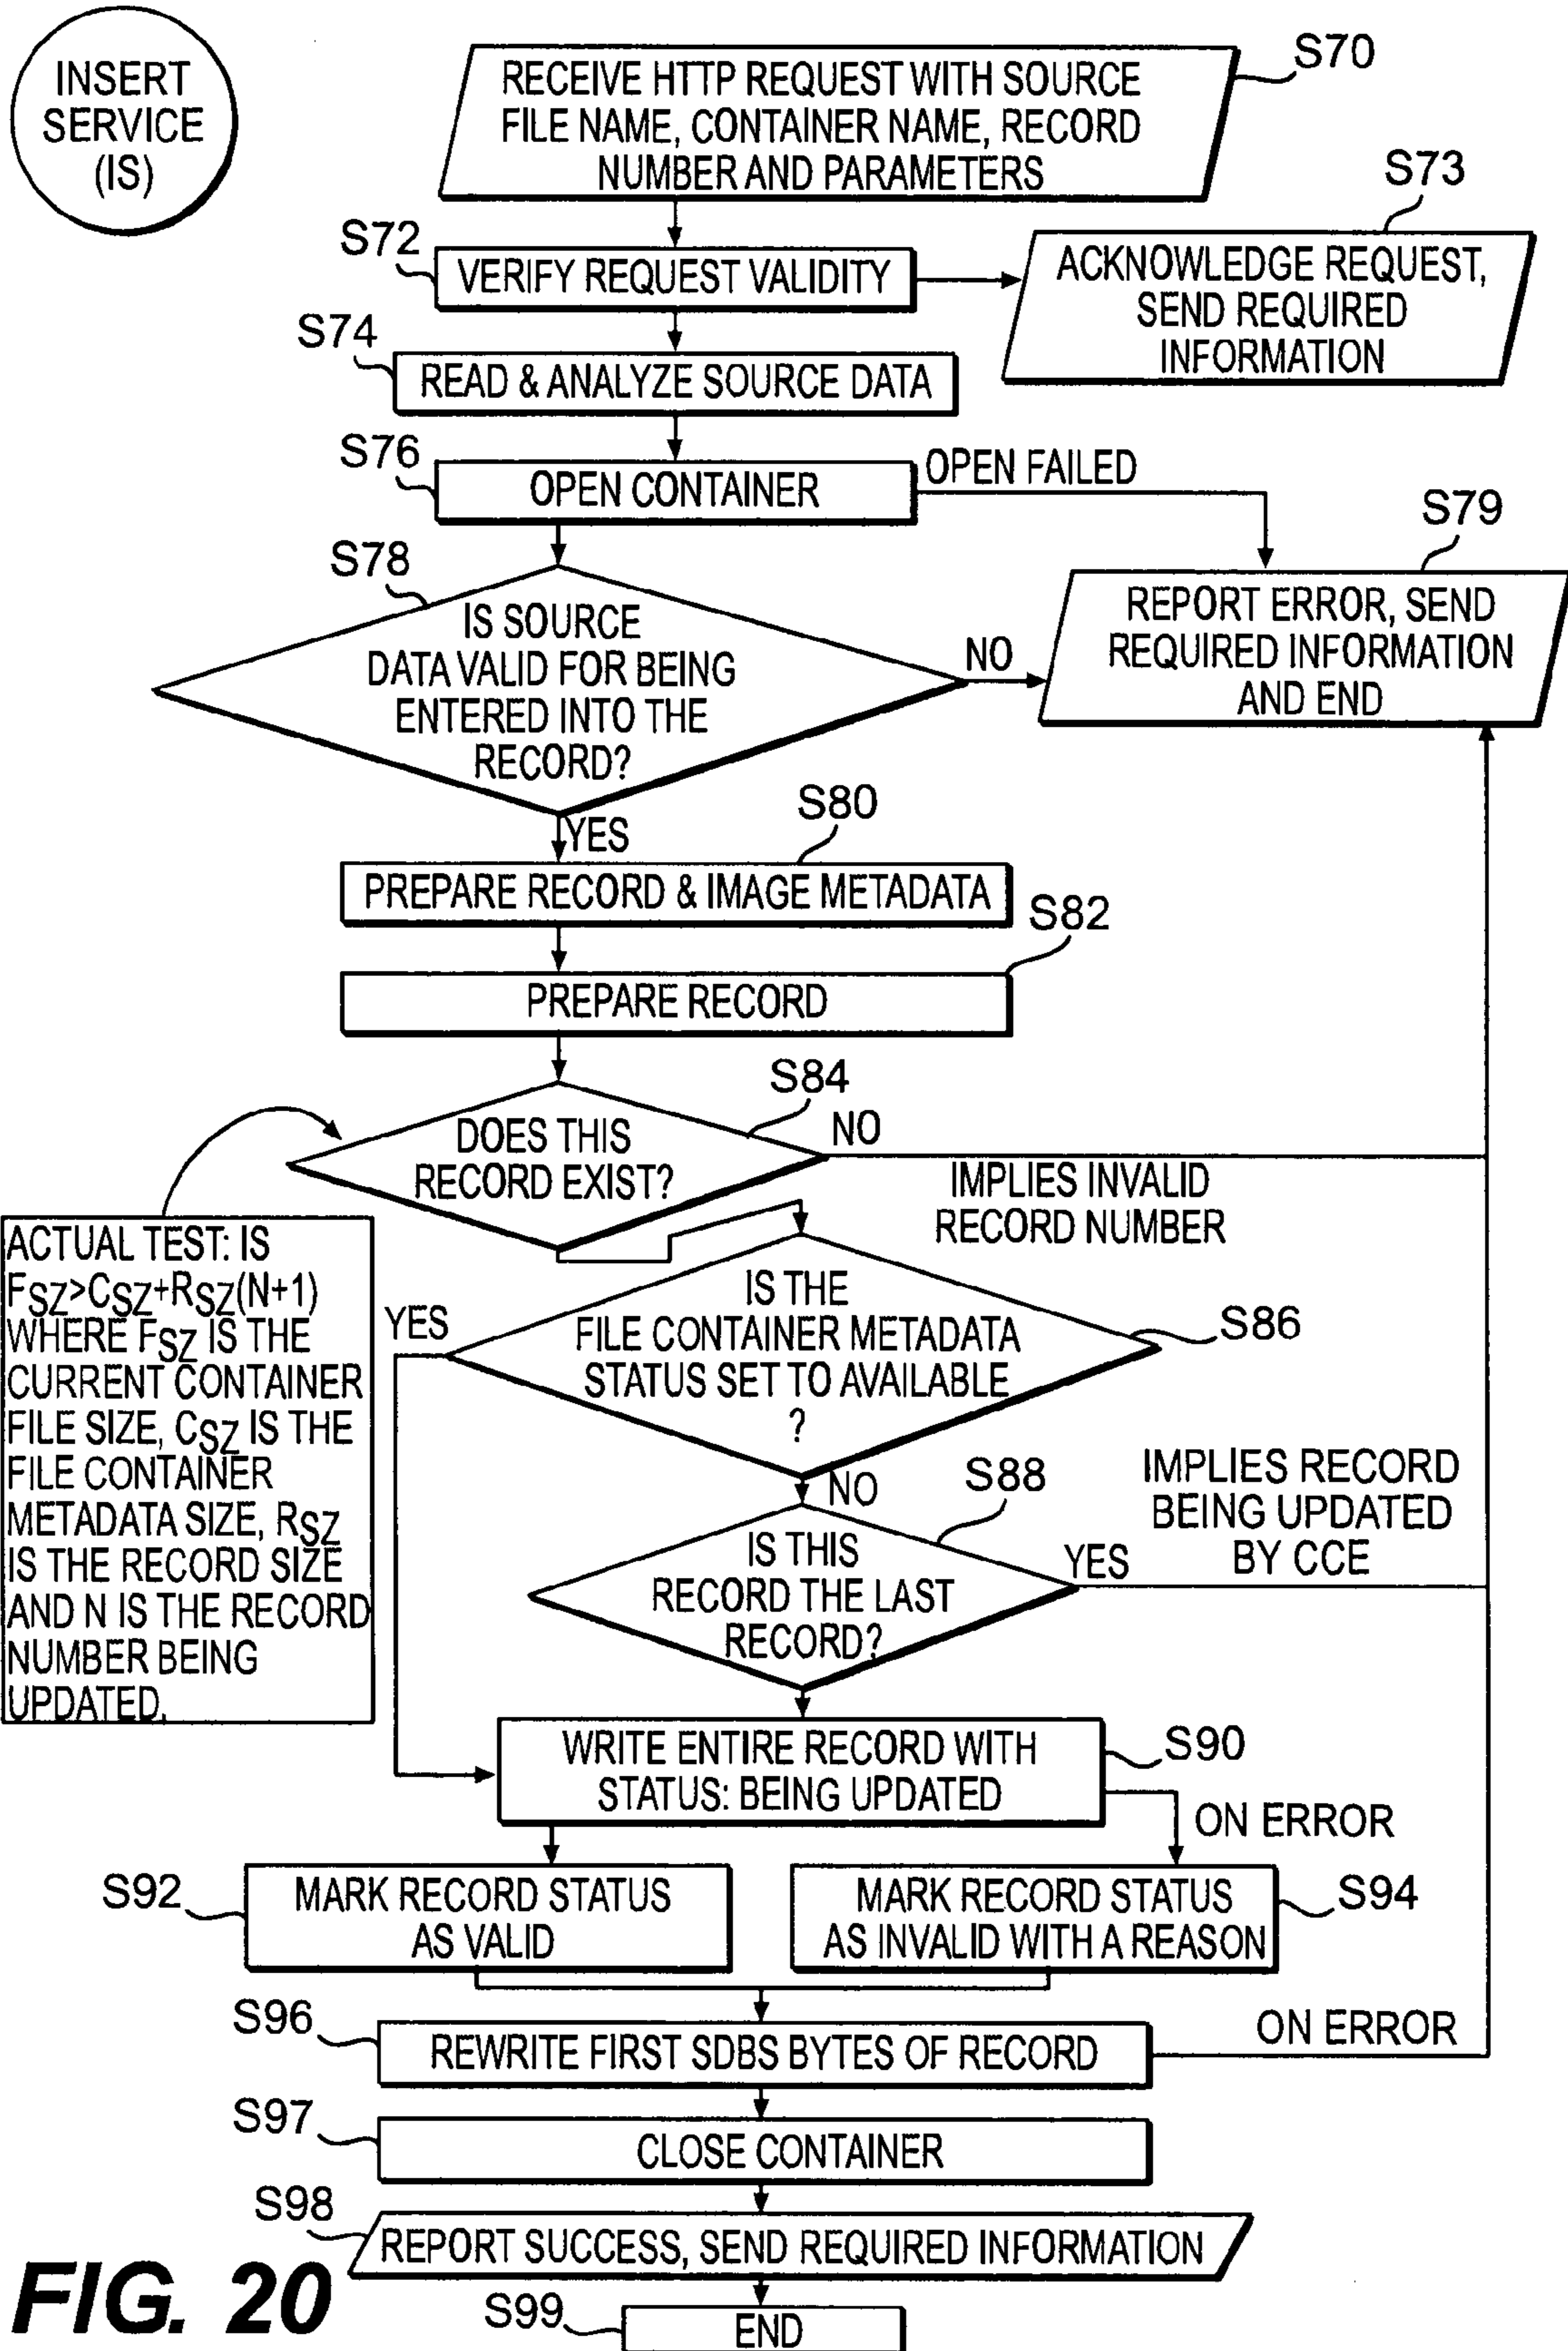 INSERT
SERVICE
(IS)
S70
RECEIVE HTTP REQUEST WITH SOURCE
FILE NAME, CONTAINER NAME, RECORD
NUMBER AND PARAMETERS
S72
VERIFY REQUEST VALIDITY
S73
ACKNOWLEDGE REQUEST,
SEND REQUIRED
INFORMATION
S74
READ & ANALYZE SOURCE DATA
S76
OPEN CONTAINER
OPEN FAILED
S78
IS SOURCE
DATA VALID FOR BEING
ENTERED INTO THE
RECORD?
NO
S79
REPORT ERROR, SEND
REQUIRED INFORMATION
AND END
YES
S80
PREPARE RECORD & IMAGE METADATA
S82
PREPARE RECORD
S84
DOES THIS
RECORD EXIST?
NO
IMPLIES INVALID
RECORD NUMBER
ACTUAL TEST: IS
FSZ>CSZ+RSZ(N+1)
WHERE FSZ IS THE
CURRENT CONTAINER
FILE SIZE, CSZ IS THE
FILE CONTAINER
METADATA SIZE, RSZ
IS THE RECORD SIZE
AND N IS THE RECORD
NUMBER BEING
UPDATED.
YES
IS THE
FILE CONTAINER METADATA
STATUS SET TO AVAILABLE
?
S86
NO
S88
IS THIS
RECORD THE LAST
RECORD?
YES
IMPLIES RECORD
BEING UPDATED
BY CCE
WRITE ENTIRE RECORD WITH
STATUS: BEING UPDATED
S90
ON ERROR
S92
MARK RECORD STATUS
AS VALID
MARK RECORD STATUS
AS INVALID WITH A REASON
S94
S96
REWRITE FIRST SDBS BYTES OF RECORD
ON ERROR
S97
CLOSE CONTAINER
S98
REPORT SUCCESS, SEND REQUIRED INFORMATION
S99
END
FIG. 20